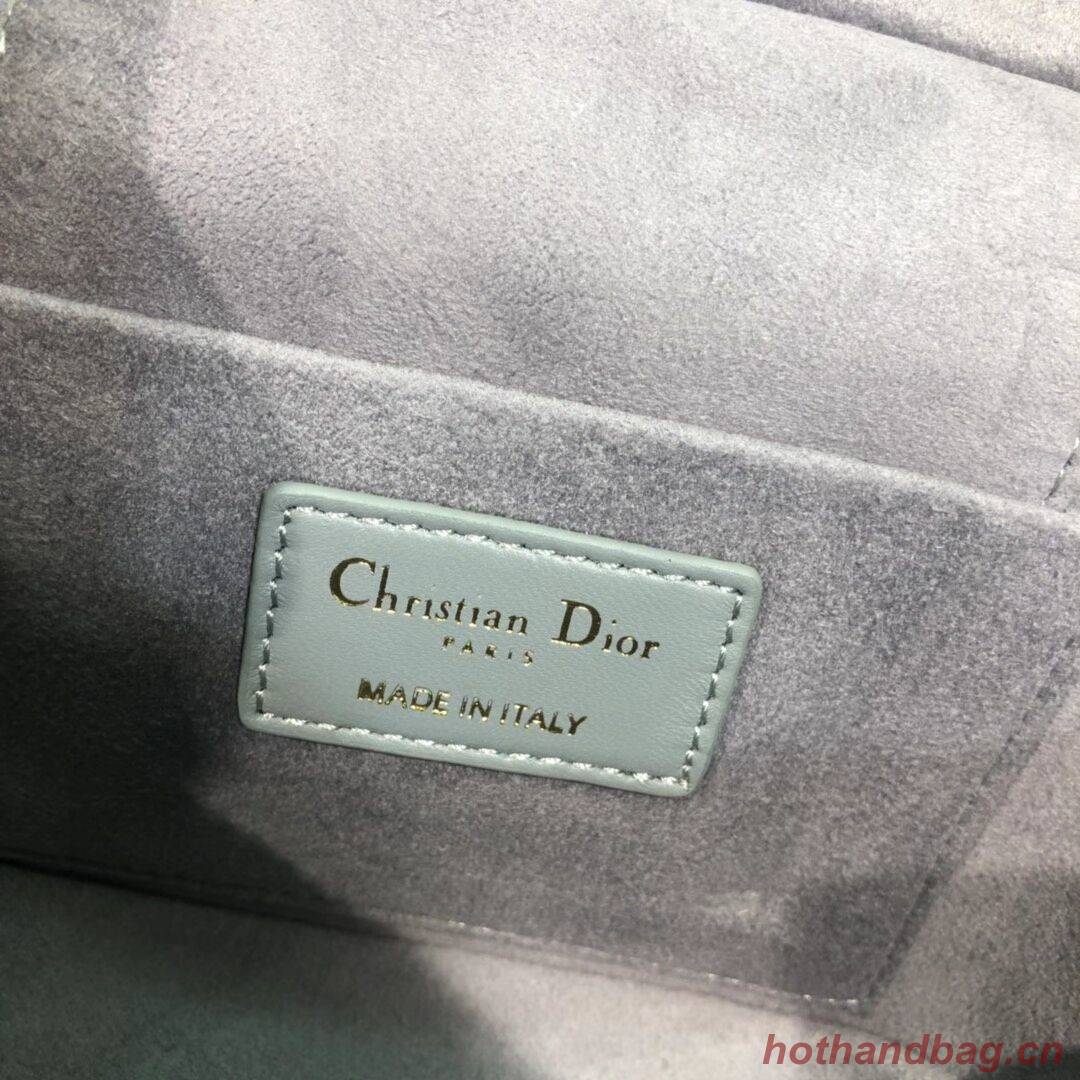 Christian Dior
PARIS
MADE IN ITALY
hothandbag.cn